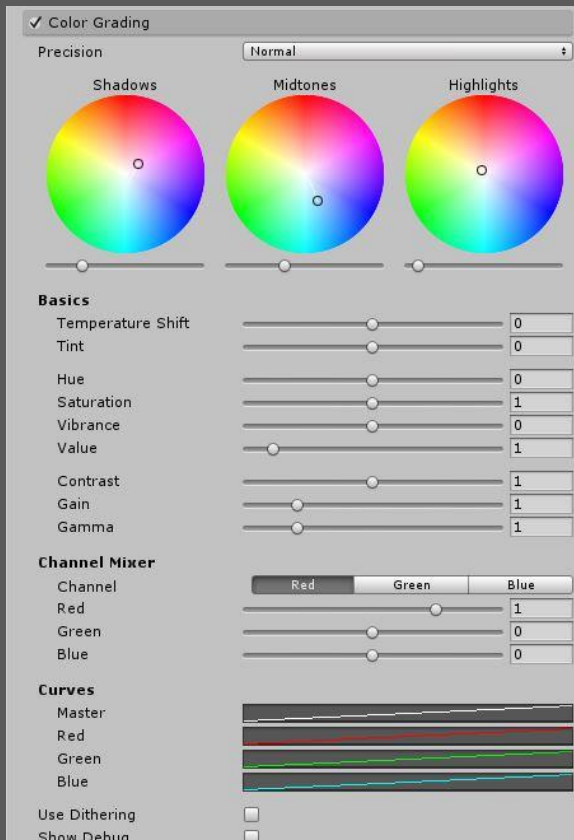 Color Grading
Precision Normal
Shadows Midtones Highlights
Basics
Temperature Shift 0
Tint 0
Hue 0
Saturation 1
Vibrance 0
Value 1
Contrast 1
Gain 1
Gamma 1
Channel Mixer
Channel Red Green Blue
Red 1
Green 0
Blue 0
Curves
Master
Red
Green
Blue
Use Dithering
Show Debug